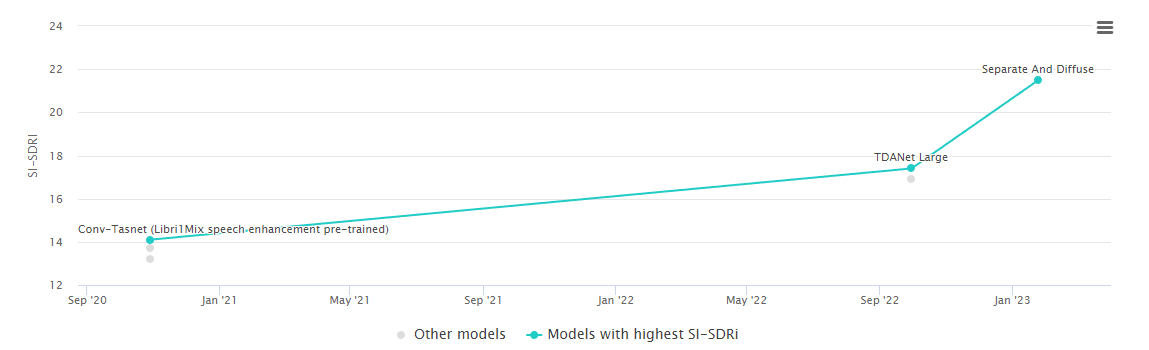 24
22
20
18
16
14
12
SI-SDRI
Separate And Diffuse
TDANet Large
Conv-Tasnet (Libri1Mix speech enhancement pre-trained)
Sep '20
Jan '21
May '21
Sep '21
Jan '22
May '22
Sep '22
Jan '23
Other models
Models with highest SI-SDRi